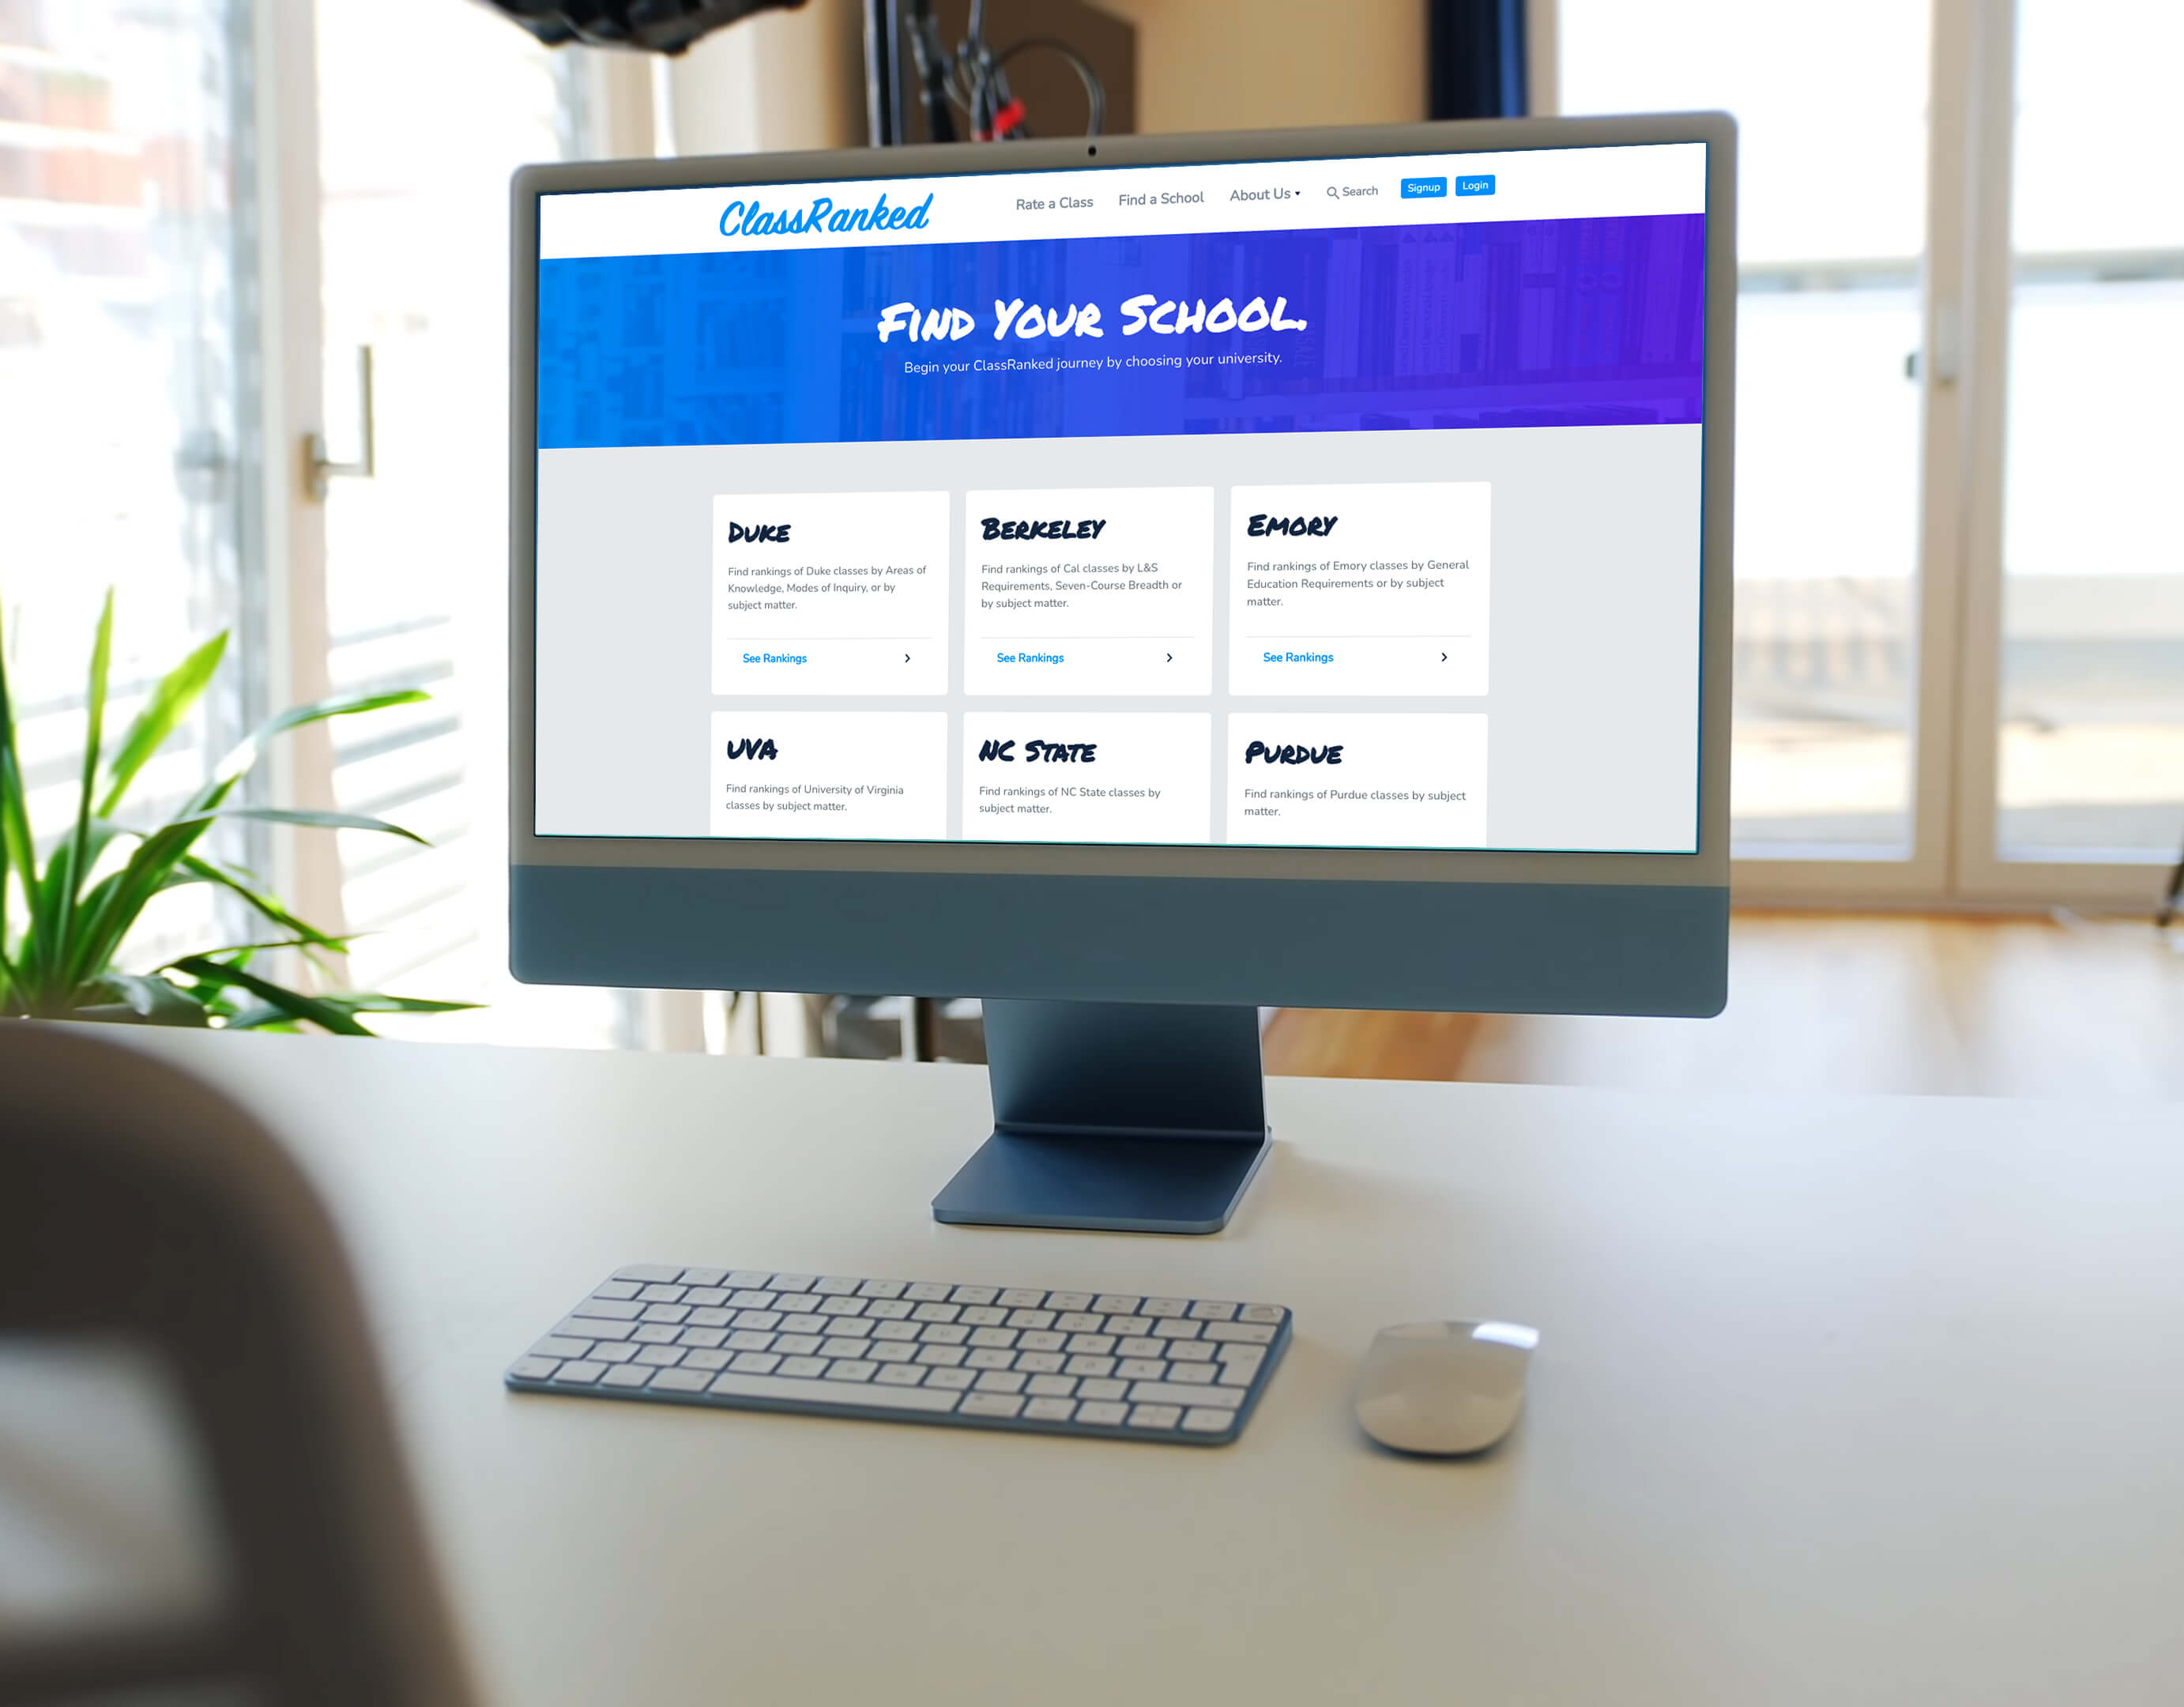 ClassRanked
Rate a Class
Find a School
About Us
Search
Signup
Login
FIND YOUR SCHOOL.
Begin your ClassRanked journey by choosing your university.
DUKE
Find rankings of Duke classes by Areas of
Knowledge, Modes of Inquiry, or by
subject matter.
See Rankings
BERKELEY
Find rankings of Cal classes by L&S
Requirements, Seven-Course Breadth or
by subject matter.
See Rankings
EMORY
Find rankings of Emory classes by General
Education Requirements or by subject
matter.
See Rankings
UVA
Find rankings of University of Virginia
classes by subject matter.
NC STATE
Find rankings of NC State classes by
subject matter.
PURDUE
Find rankings of Purdue classes by subject
matter.